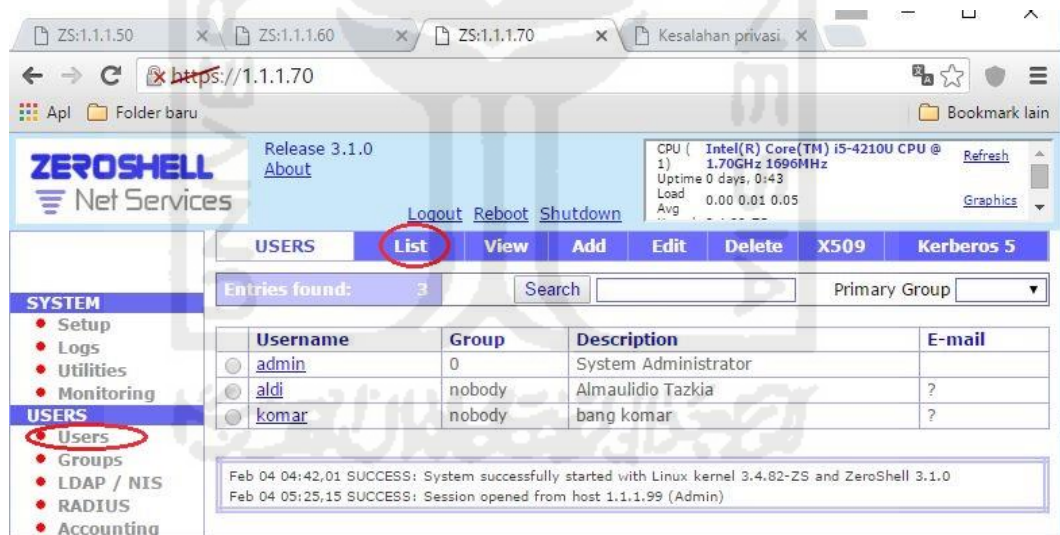 ZS:1.1.1.50 ZS:1.1.1.60 ZS:1.1.1.70 Kesalahan privasi
https://1.1.1.70
Apl Folder baru Bookmark lain
ZEROSHELL
Net Services
Release 3.1.0
About
Logout Reboot Shutdown
CPU ( Intel(R) Core(TM) i5-4210U CPU @
1) 1.70GHz 1696MHz
Uptime 0 days, 0:43
Load
Avg 0.00 0.01 0.05
Refresh
Graphics
USERS List View Add Edit Delete X509 Kerberos 5
Entries found: 3 Search Primary Group
SYSTEM
Setup
Logs
Utilities
Monitoring
USERS
Users
Groups
LDAP / NIS
RADIUS
Accounting
Username Group Description E-mail
admin 0 System Administrator
aldi nobody Almaulidio Tazkia ?
komar nobody bang komar ?
Feb 04 04:42,01 SUCCESS: System successfully started with Linux kernel 3.4.82-ZS and ZeroShell 3.1.0
Feb 04 05:25,15 SUCCESS: Session opened from host 1.1.1.99 (Admin)